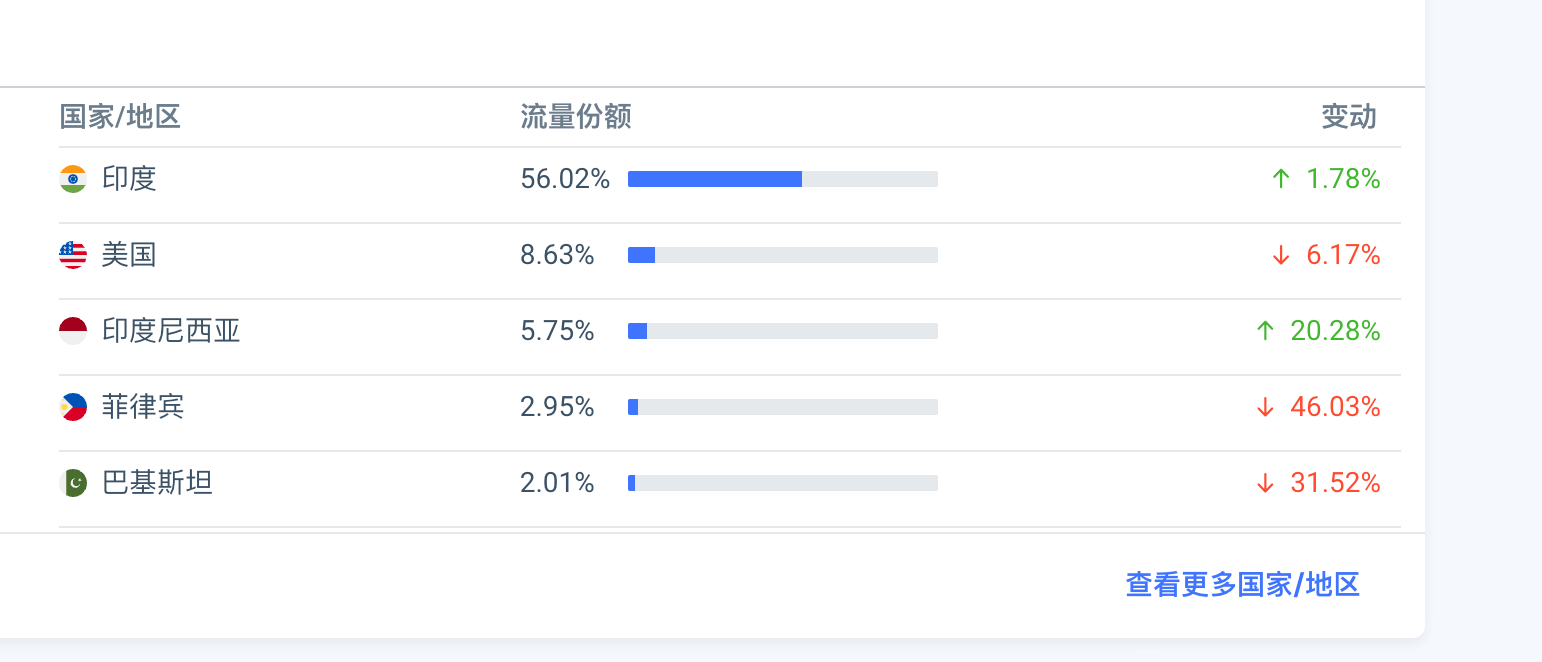 国家/地区 流量份额 变动
印度 56.02% ↑ 1.78%
美国 8.63% ↓ 6.17%
印度尼西亚 5.75% ↑ 20.28%
菲律宾 2.95% ↓ 46.03%
巴基斯坦 2.01% ↓ 31.52%
查看更多国家/地区